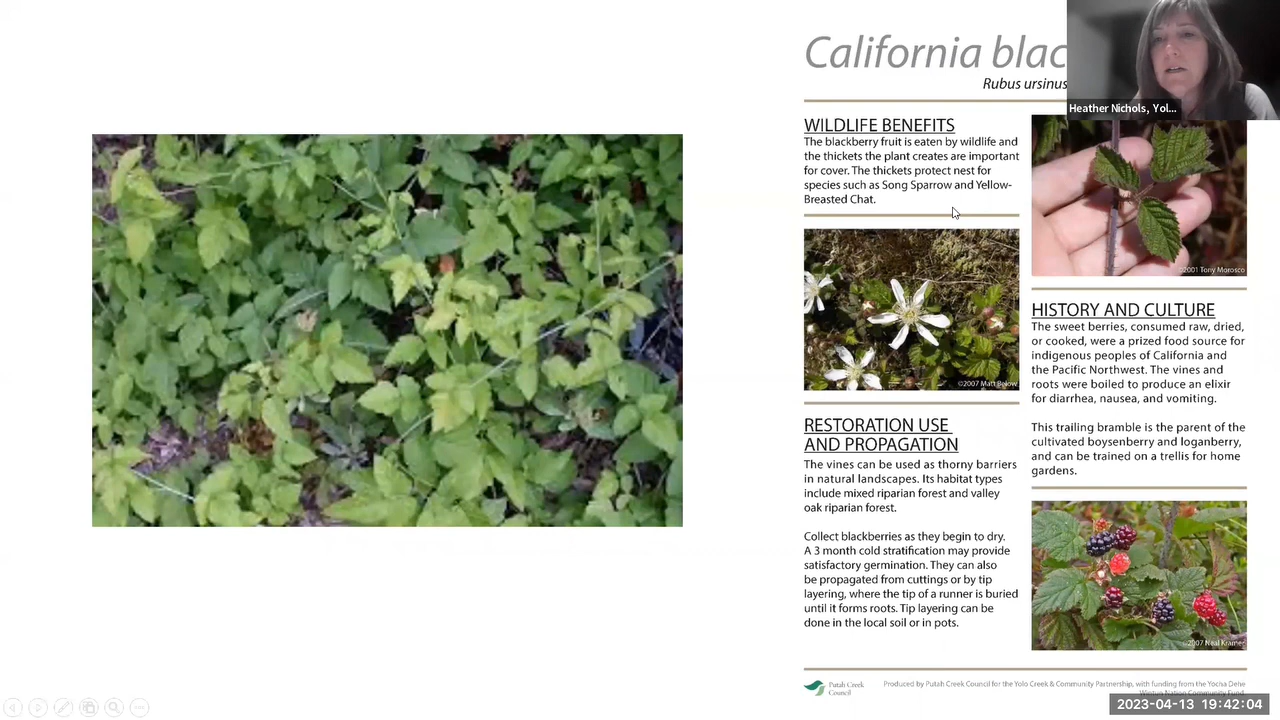 California blac
Rubus ursinus
Heather Nichols, Yol...
WILDLIFE BENEFITS
The blackberry fruit is eaten by wildlife and
the thickets the plant creates are important
for cover. The thickets protect nest for
species such as Song Sparrow and Yellow-
Breasted Chat.
©2007 Matt Below
RESTORATION USE
AND PROPAGATION
The vines can be used as thorny barriers
in natural landscapes. Its habitat types
include mixed riparian forest and valley
oak riparian forest.
Collect blackberries as they begin to dry.
A 3 month cold stratification may provide
satisfactory germination. They can also
be propagated from cuttings or by tip
layering, where the tip of a runner is buried
until it forms roots. Tip layering can be
done in the local soil or in pots.
©2001 Tony Morosco
HISTORY AND CULTURE
The sweet berries, consumed raw, dried,
or cooked, were a prized food source for
indigenous peoples of California and
the Pacific Northwest. The vines and
roots were boiled to produce an elixir
for diarrhea, nausea, and vomiting.
This trailing bramble is the parent of the
cultivated boysenberry and loganberry,
and can be trained on a trellis for home
gardens.
©2007 Neal Kramer
Putah Creek
Council
Produced by Putah Creek Council for the Yolo Creek & Community Partnership, with funding from the Yocha Dehe
Wintun Nation Community Fund.
2023-04-13 19:42:04